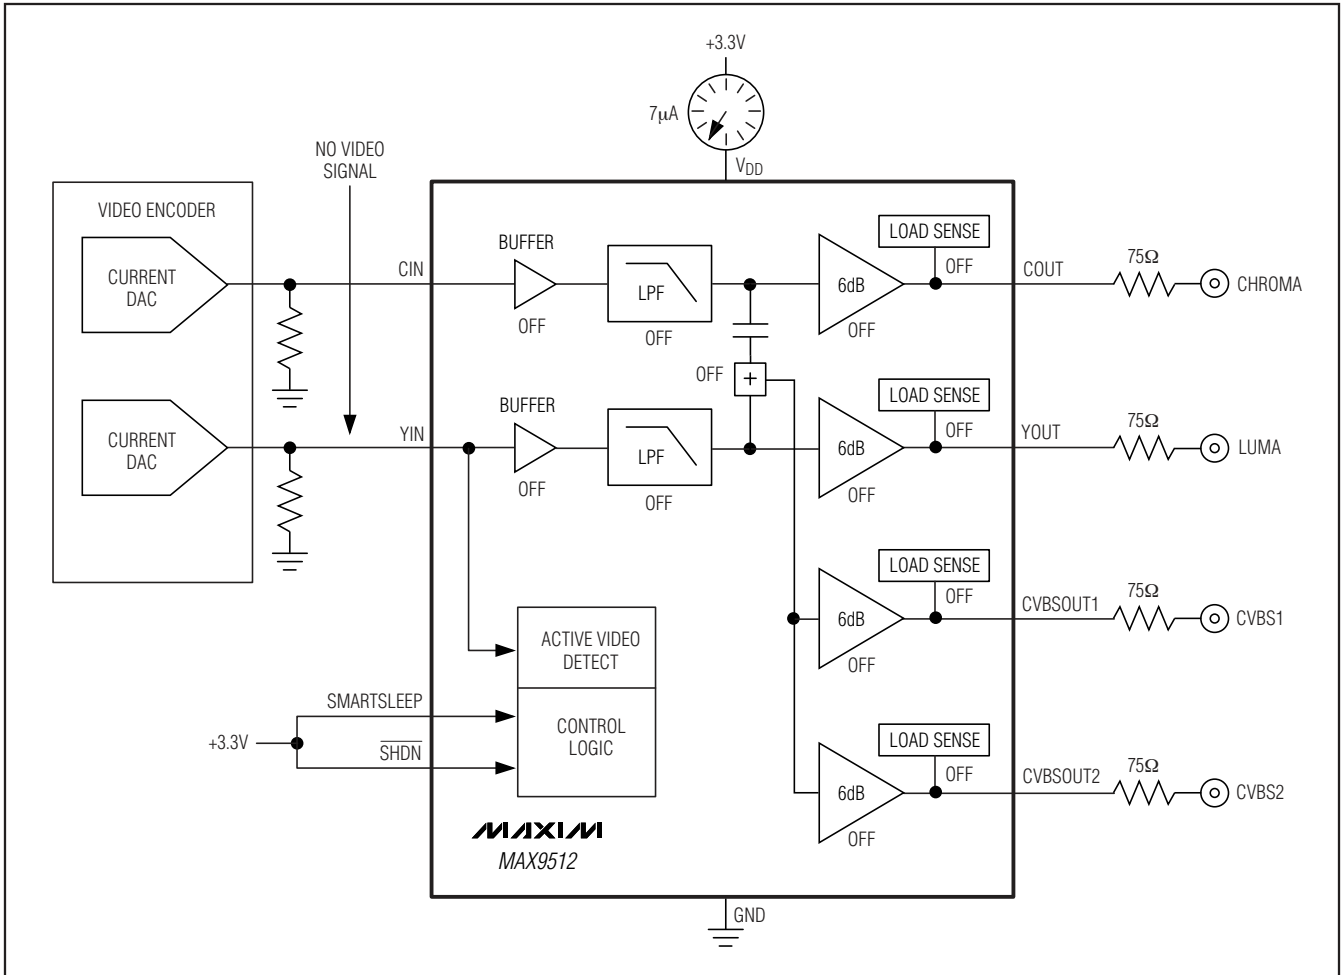 +3.3V
7μA
VDD
NO VIDEO
SIGNAL
VIDEO ENCODER
CURRENT
DAC
CIN
BUFFER
OFF
LPF
OFF
6dB
OFF
LOAD SENSE
OFF
COUT
75Ω
CHROMA
OFF
+
CURRENT
DAC
YIN
BUFFER
OFF
LPF
OFF
6dB
OFF
LOAD SENSE
OFF
YOUT
75Ω
LUMA
6dB
OFF
LOAD SENSE
OFF
CVBSOUT1
75Ω
CVBS1
ACTIVE VIDEO
DETECT
CONTROL
LOGIC
SMARTSLEEP
+3.3V
SHDN
6dB
OFF
LOAD SENSE
OFF
CVBSOUT2
75Ω
CVBS2
MAXIM
MAX9512
GND